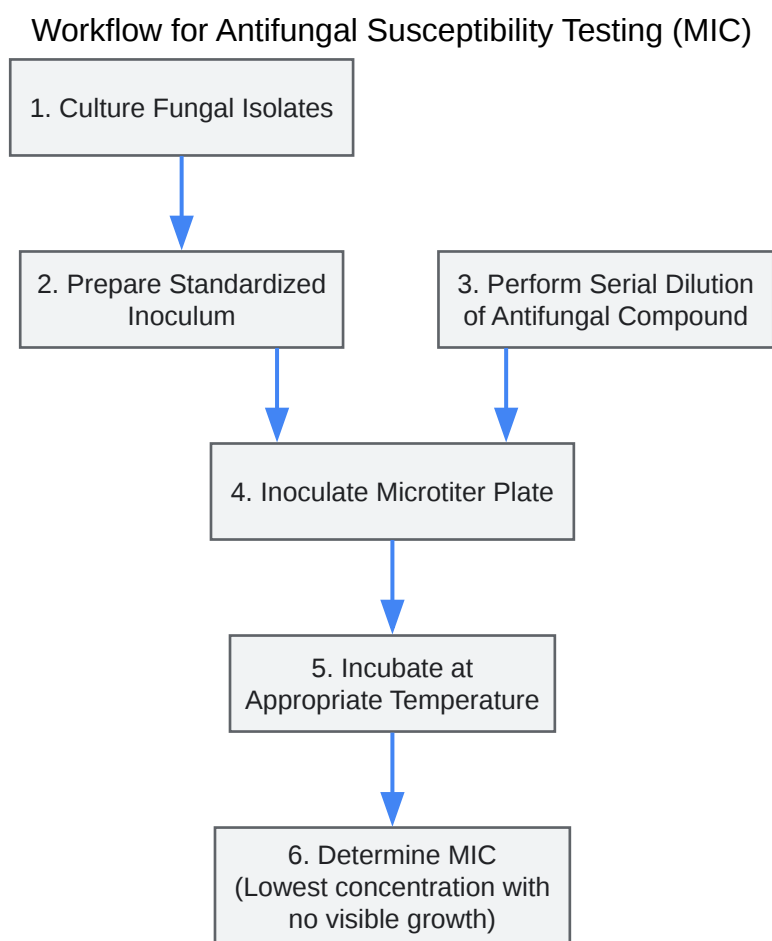 Workflow for Antifungal Susceptibility Testing (MIC)
1. Culture Fungal Isolates
2. Prepare Standardized
Inoculum
3. Perform Serial Dilution
of Antifungal Compound
4. Inoculate Microtiter Plate
5. Incubate at
Appropriate Temperature
6. Determine MIC
(Lowest concentration with
no visible growth)